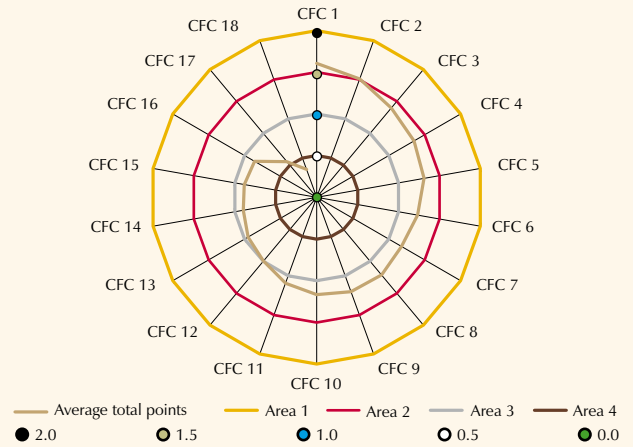 CFC 1
CFC 2
CFC 3
CFC 4
CFC 5
CFC 6
CFC 7
CFC 8
CFC 9
CFC 10
CFC 11
CFC 12
CFC 13
CFC 14
CFC 15
CFC 16
CFC 17
CFC 18
Average total points Area 1 Area 2 Area 3 Area 4
2.0 1.5 1.0 0.5 0.0